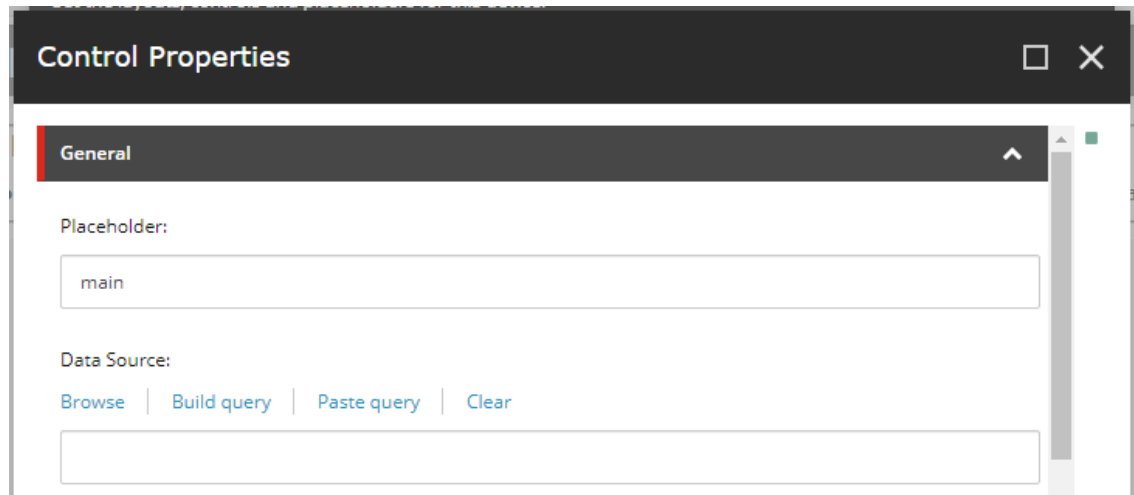 Control Properties
General
Placeholder:
main
Data Source:
Browse Build query Paste query Clear